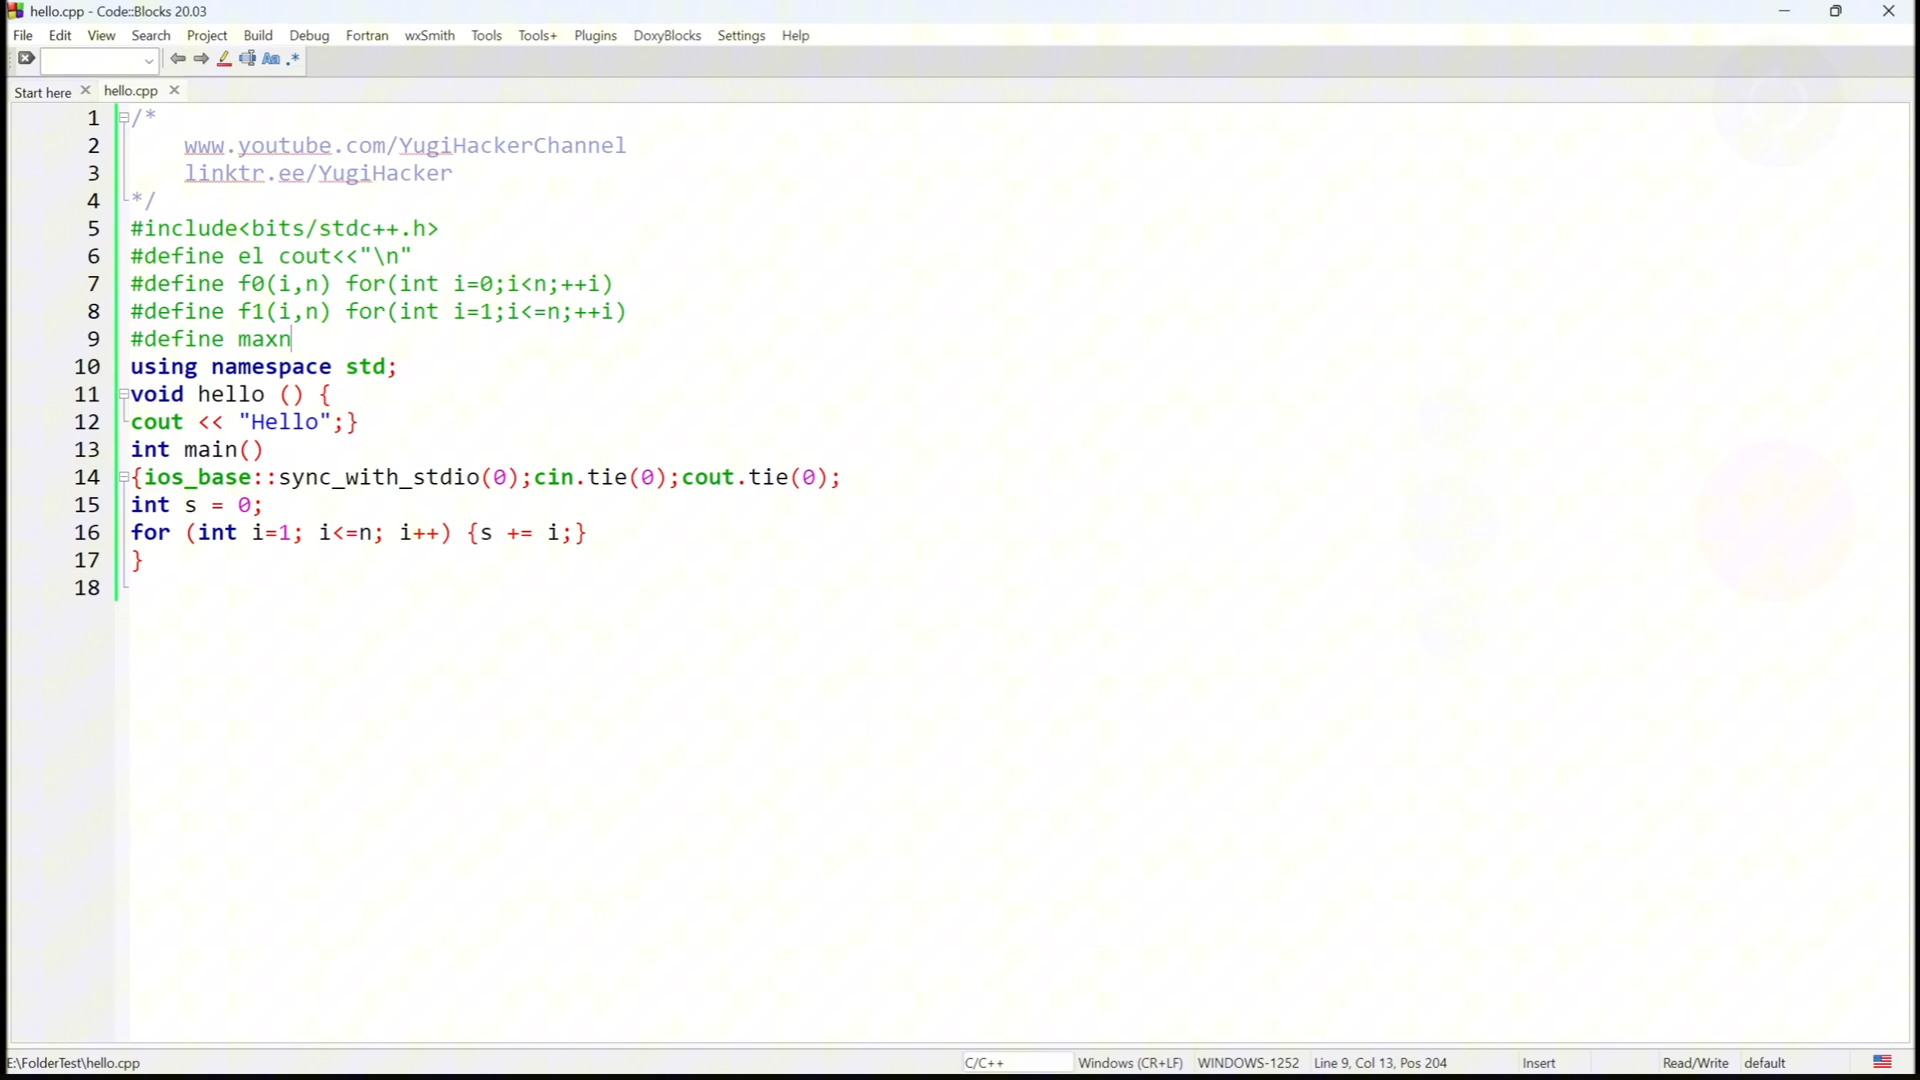 hello.cpp - Code::Blocks 20.03
File Edit View Search Project Build Debug Fortran wxSmith Tools Tools+ Plugins DoxyBlocks Settings Help
Aa .*
Start here hello.cpp
1 /*
2 www.youtube.com/YugiHackerChannel
3 linktr.ee/YugiHacker
4 */
5 #include<bits/stdc++.h>
6 #define el cout<<"\n"
7 #define f0(i,n) for(int i=0;i<n;++i)
8 #define f1(i,n) for(int i=1;i<=n;++i)
9 #define maxn
10 using namespace std;
11 void hello () {
12 cout << "Hello";}
13 int main()
14 {ios_base::sync_with_stdio(0);cin.tie(0);cout.tie(0);
15 int s = 0;
16 for (int i=1; i<=n; i++) {s += i;}
17 }
18
E:\FolderTest\hello.cpp C/C++ Windows (CR+LF) WINDOWS-1252 Line 9, Col 13, Pos 204 Insert Read/Write default